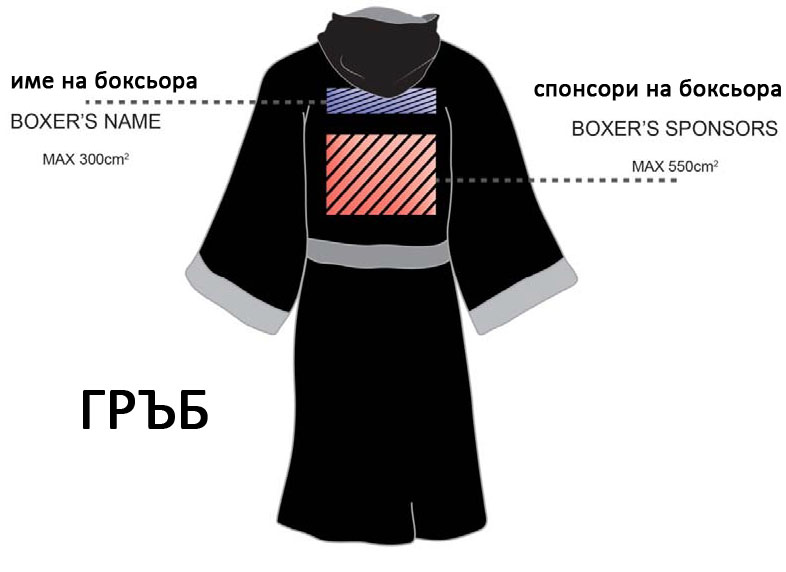 име на боксьора
BOXER'S NAME
MAX 300cm²
спонсори на боксьора
BOXER'S SPONSORS
MAX 550cm²
ГРЪБ